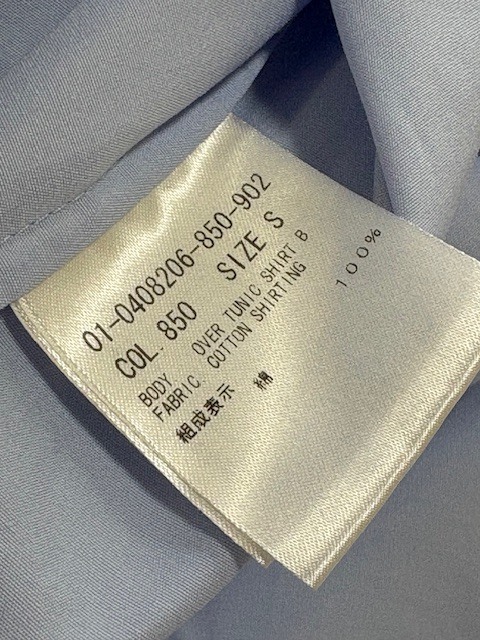 01-0408206-850-902
COL. 850 SIZE S
BODY OVER TUNIC SHIRT B
FABRIC COTTON SHIRTING
組成表示 綿 100%